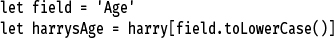 let field = 'Age'
let harrysAge = harry[field.toLowerCase()]